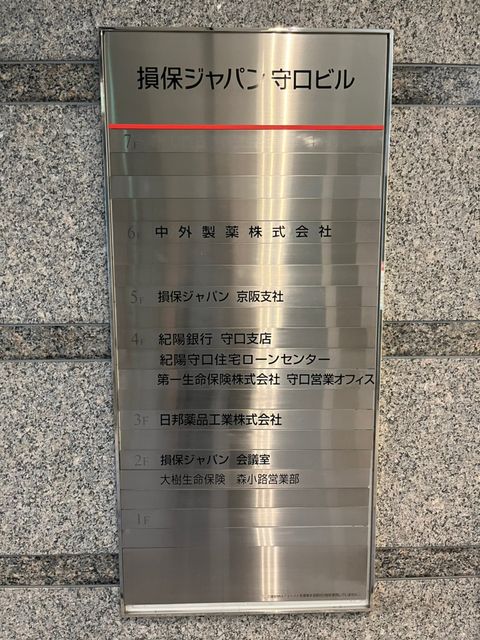 損保ジャパン 守口ビル
7F
6F 中外製薬株式会社
5F 損保ジャパン 京阪支社
4F 紀陽銀行 守口支店
紀陽守口住宅ローンセンター
第一生命保険株式会社 守口営業オフィス
3F 日邦薬品工業株式会社
2F 損保ジャパン 会議室
大樹生命保険 森小路営業部
1F